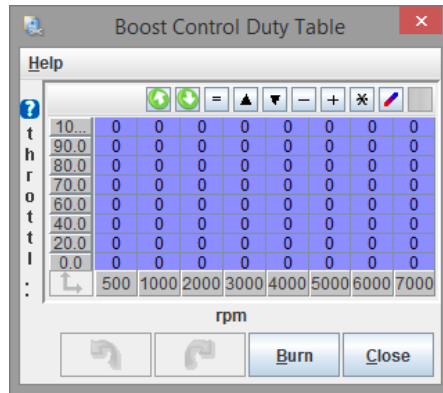 Boost Control Duty Table
Help
= - + *
throttl:
10... 0 0 0 0 0 0 0 0
90.0 0 0 0 0 0 0 0 0
80.0 0 0 0 0 0 0 0 0
70.0 0 0 0 0 0 0 0 0
60.0 0 0 0 0 0 0 0 0
40.0 0 0 0 0 0 0 0 0
20.0 0 0 0 0 0 0 0 0
0.0 0 0 0 0 0 0 0 0
500 1000 2000 3000 4000 5000 6000 7000
rpm
Burn Close